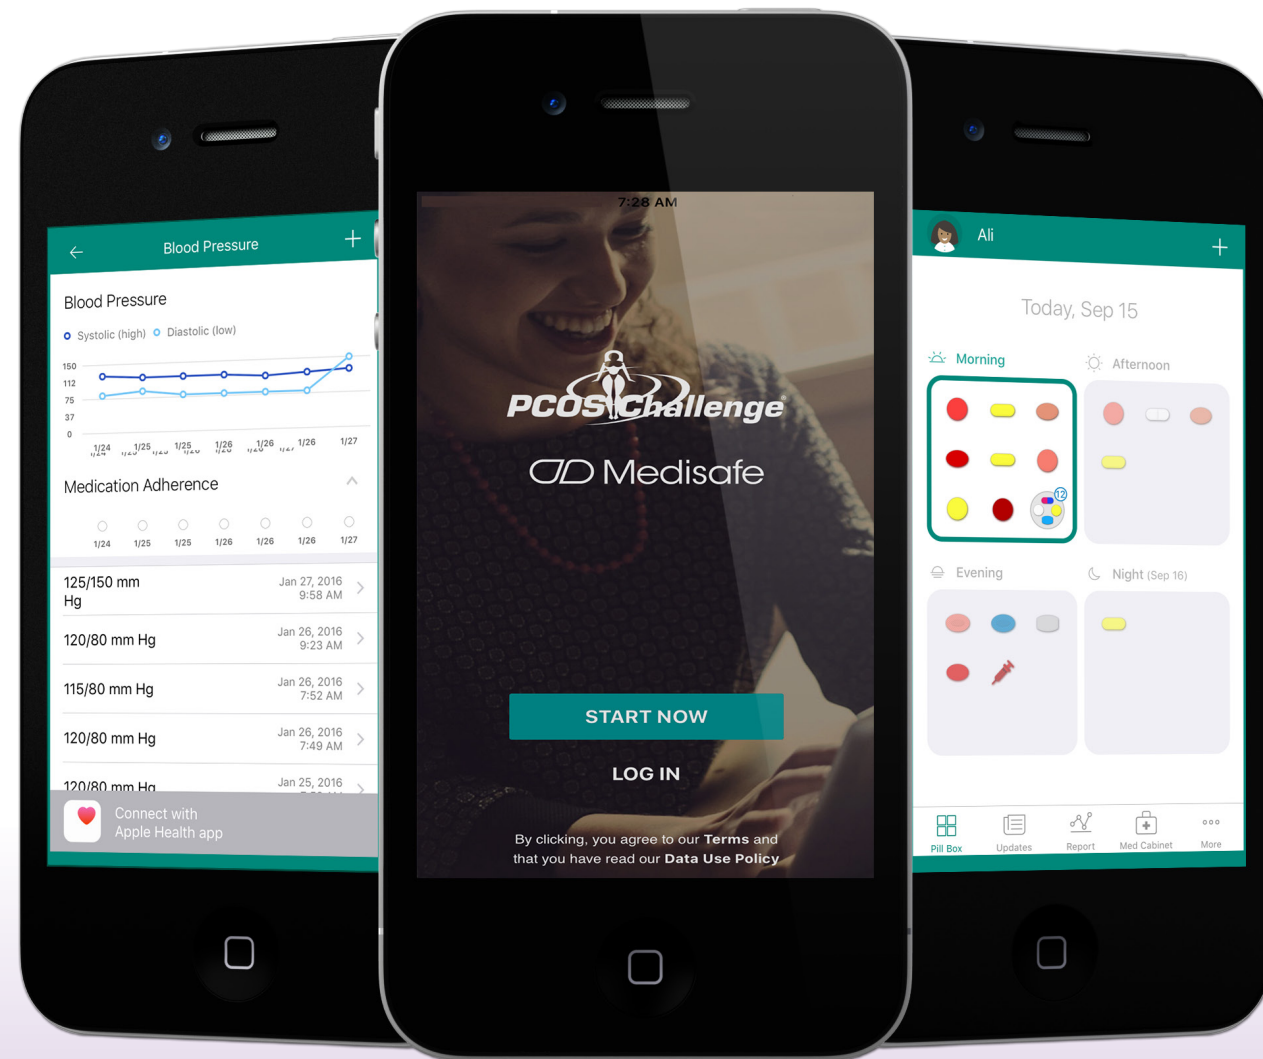 Blood Pressure
Blood Pressure
Systolic (high) Diastolic (low)
150
112
75
37
0
1/24 1/25 1/25 1/26 1/26 1/26 1/27
Medication Adherence
1/24 1/25 1/25 1/26 1/26 1/26 1/27
125/150 mm Jan 27, 2016
Hg 9:58 AM
120/80 mm Hg Jan 26, 2016
9:23 AM
115/80 mm Hg Jan 26, 2016
7:52 AM
120/80 mm Hg Jan 26, 2016
7:49 AM
120/80 mm Hg Jan 25, 2016
Connect with
Apple Health app
7:28 AM
PCOS Challenge
Medisafe
START NOW
LOG IN
By clicking, you agree to our Terms and
that you have read our Data Use Policy
Ali
Today, Sep 15
Morning Afternoon
12
Evening Night (Sep 16)
Pill Box Updates Report Med Cabinet More